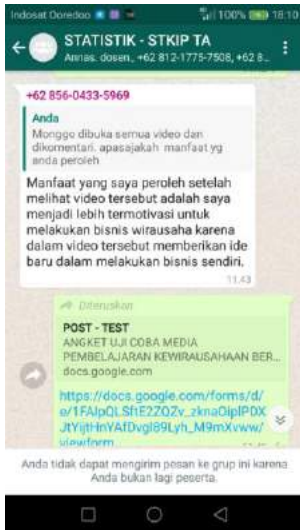 Indosat Ooredoo
100% 18:10
STATISTIK - STKIP TA
Annas. dosen., +62 812-1775-7508, +62 8...
+62 856-0433-5969
Anda
Monggo dibuka semua video dan
dikomentari. apasajakah manfaat yg
anda peroleh
Manfaat yang saya peroleh setelah
melihat video tersebut adalah saya
menjadi lebih termotivasi untuk
melakukan bisnis wirausaha karena
dalam video tersebut memberikan ide
baru dalam melakukan bisnis sendiri.
11.43
Diteruskan
POST - TEST
ANGKET UJI COBA MEDIA
PEMBELAJARAN KEWIRAUSAHAAN BER...
docs.google.com
https://docs.google.com/forms/d/
viewform
Anda tidak dapat mengirim pesan ke grup ini karena
Anda bukan lagi peserta.